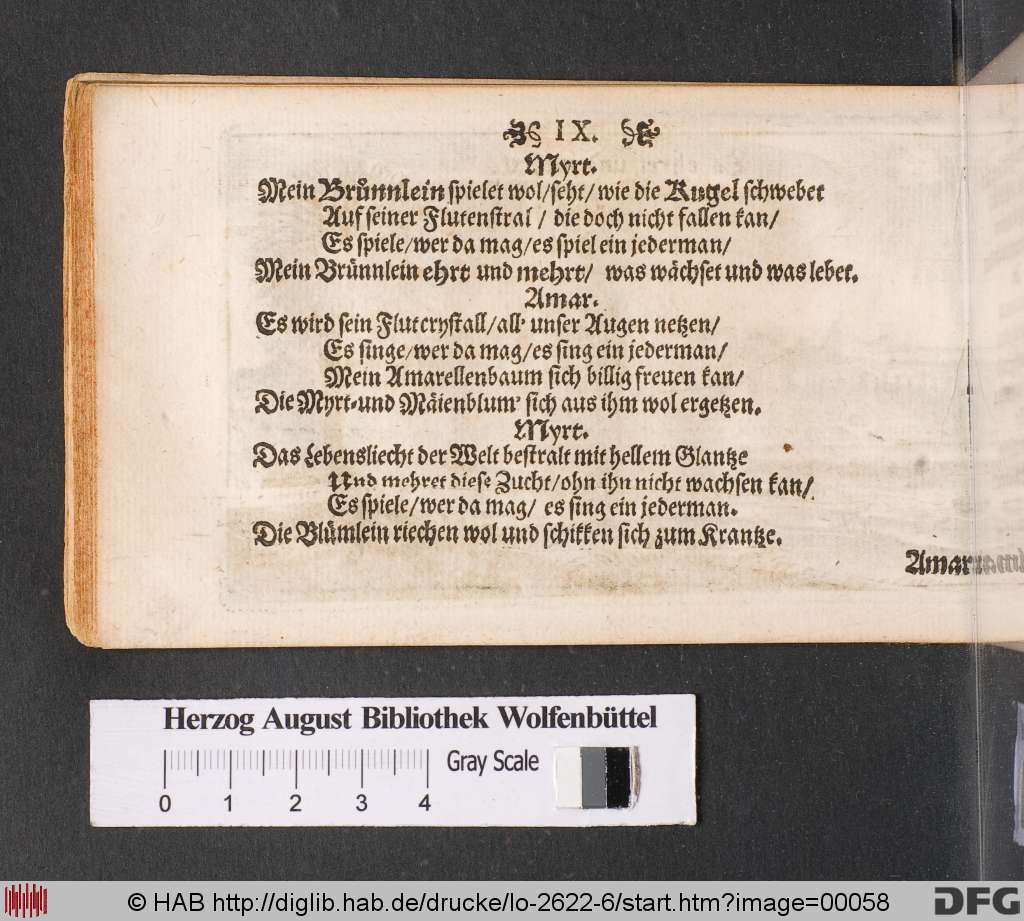 IX.
Myrt.
Mein Brünnlein spielet wol/seht/ wie die Kugel schwebet
Auf seiner Flutenstral / die doch nicht fallen kan/
Es spiele/wer da mag/es spiel ein jederman/
Mein Brünnlein ehrt und mehrt/ was wächset und was lebet.
Amar.
Es wird sein Flutcrystall/all' unser Augen netzen/
Es singe/wer da mag/es sing ein jederman/
Mein Amarellenbaum sich billig freuen kan/
Die Myrt-und Mäienblum' sich aus ihm wol ergetzen.
Myrt.
Das Lebensliecht der Welt bestralt mit hellem Glantze
Und mehret diese Zucht/ohn ihn nicht wachsen kan/
Es spiele/wer da mag/ es sing ein jederman.
Die Blümlein riechen wol und schikken sich zum Krantze.
Amar
Herzog August Bibliothek Wolfenbüttel
Gray Scale
0 1 2 3 4
© HAB http://diglib.hab.de/drucke/lo-2622-6/start.htm?image=00058
DFG